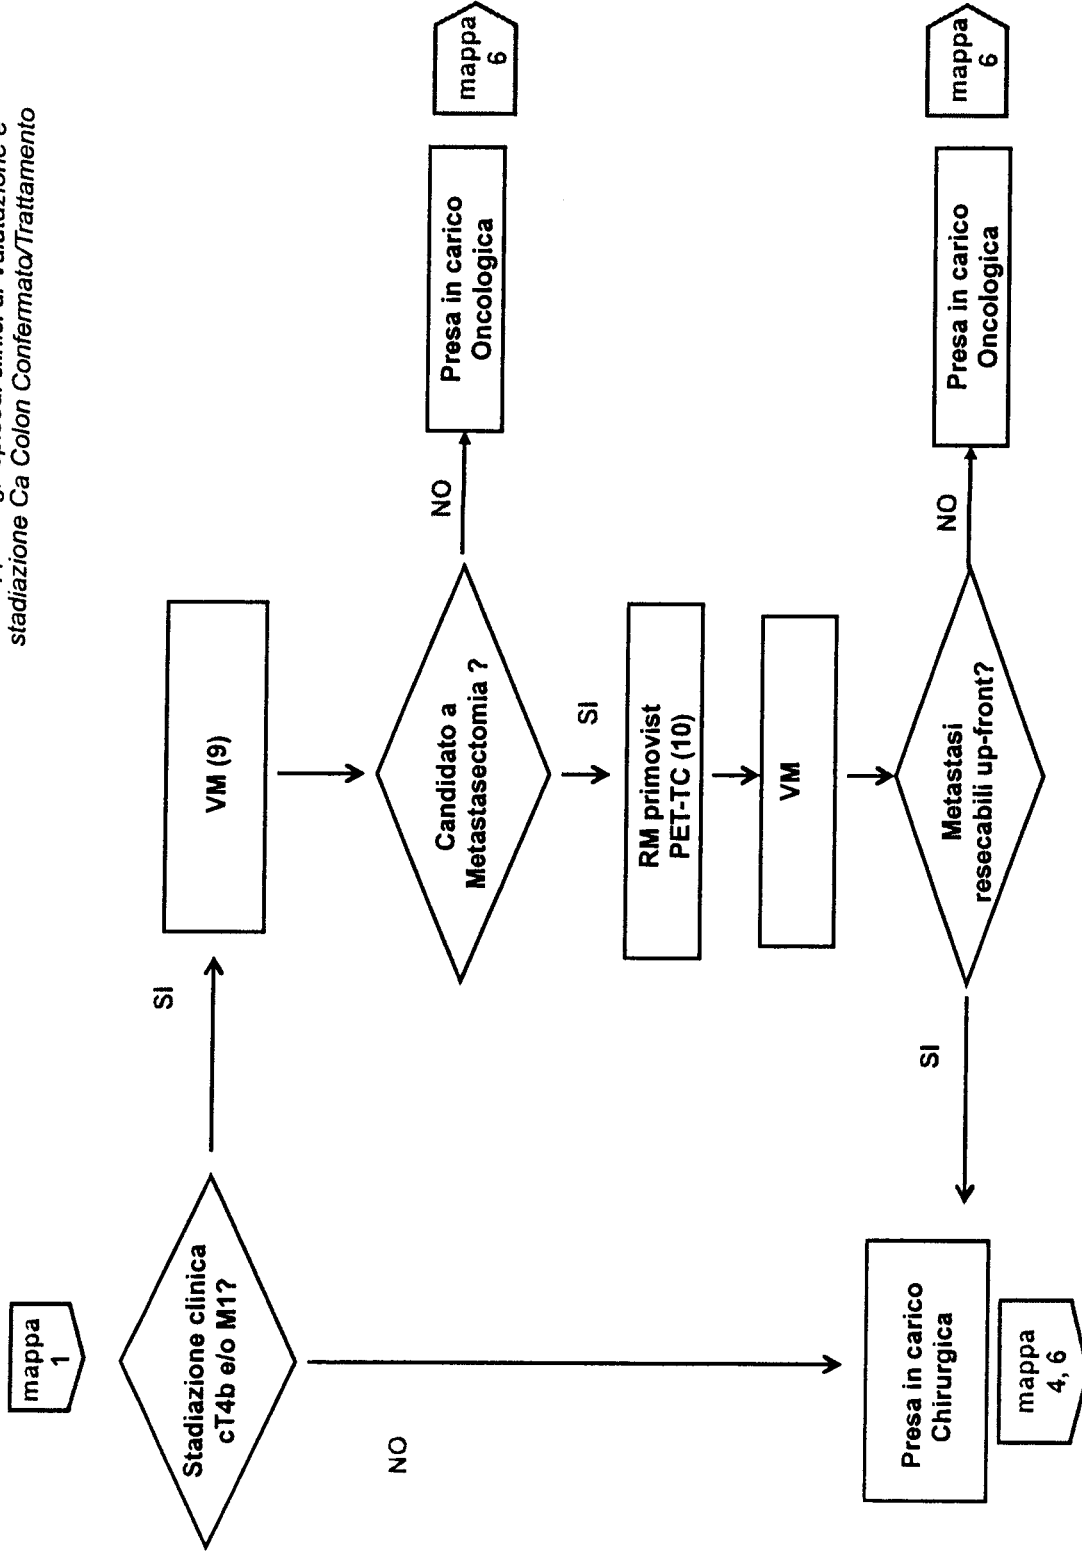 stadiazione Ca Colon Confermato/Trattamento
mappa
1
Stadiazione clinica
cT4b e/o M1?
SI
NO
VM (9)
Candidato a
Metastasectomia ?
NO
Presa in carico
Oncologica
mappa
6
SI
RM primovist
PET-TC (10)
VM
Metastasi
resecabili up-front?
NO
Presa in carico
Oncologica
mappa
6
SI
Presa in carico
Chirurgica
mappa
4, 6